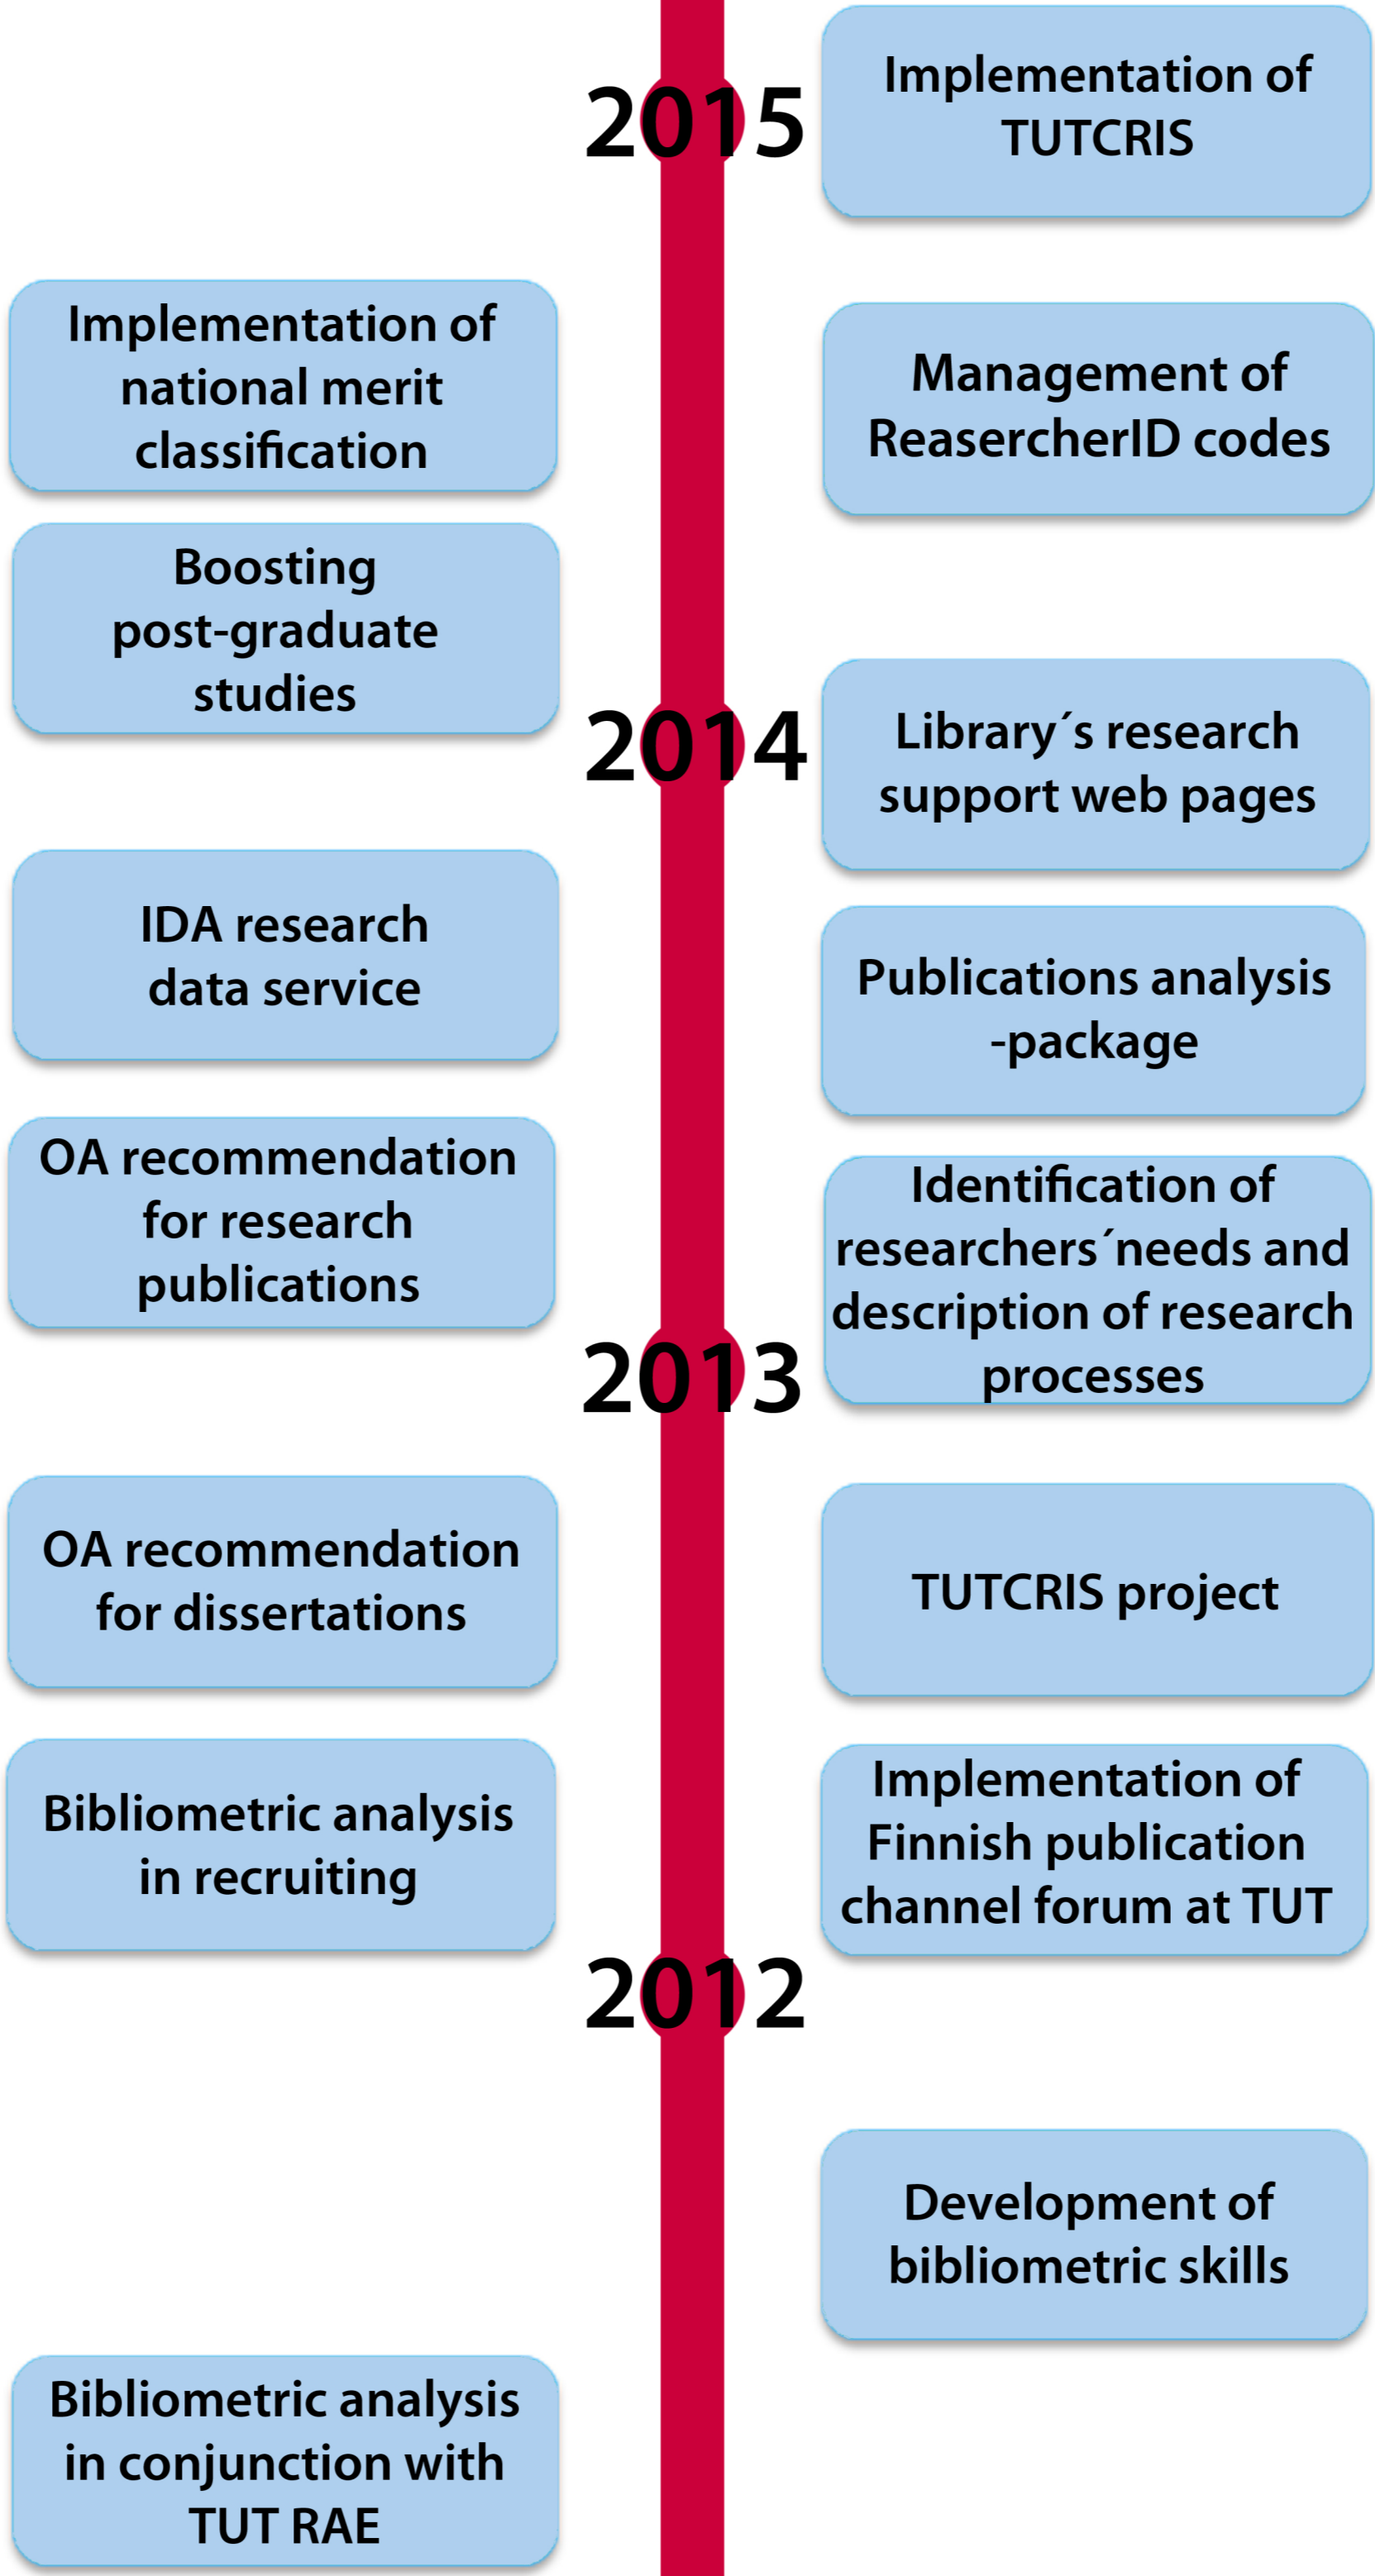 2015
Implementation of
TUTCRIS
Implementation of
national merit
classification
Management of
ReasercherID codes
Boosting
post-graduate
studies
2014
Library´s research
support web pages
IDA research
data service
Publications analysis
-package
OA recommendation
for research
publications
Identification of
researchers´needs and
description of research
processes
2013
OA recommendation
for dissertations
TUTCRIS project
Bibliometric analysis
in recruiting
Implementation of
Finnish publication
channel forum at TUT
2012
Development of
bibliometric skills
Bibliometric analysis
in conjunction with
TUT RAE